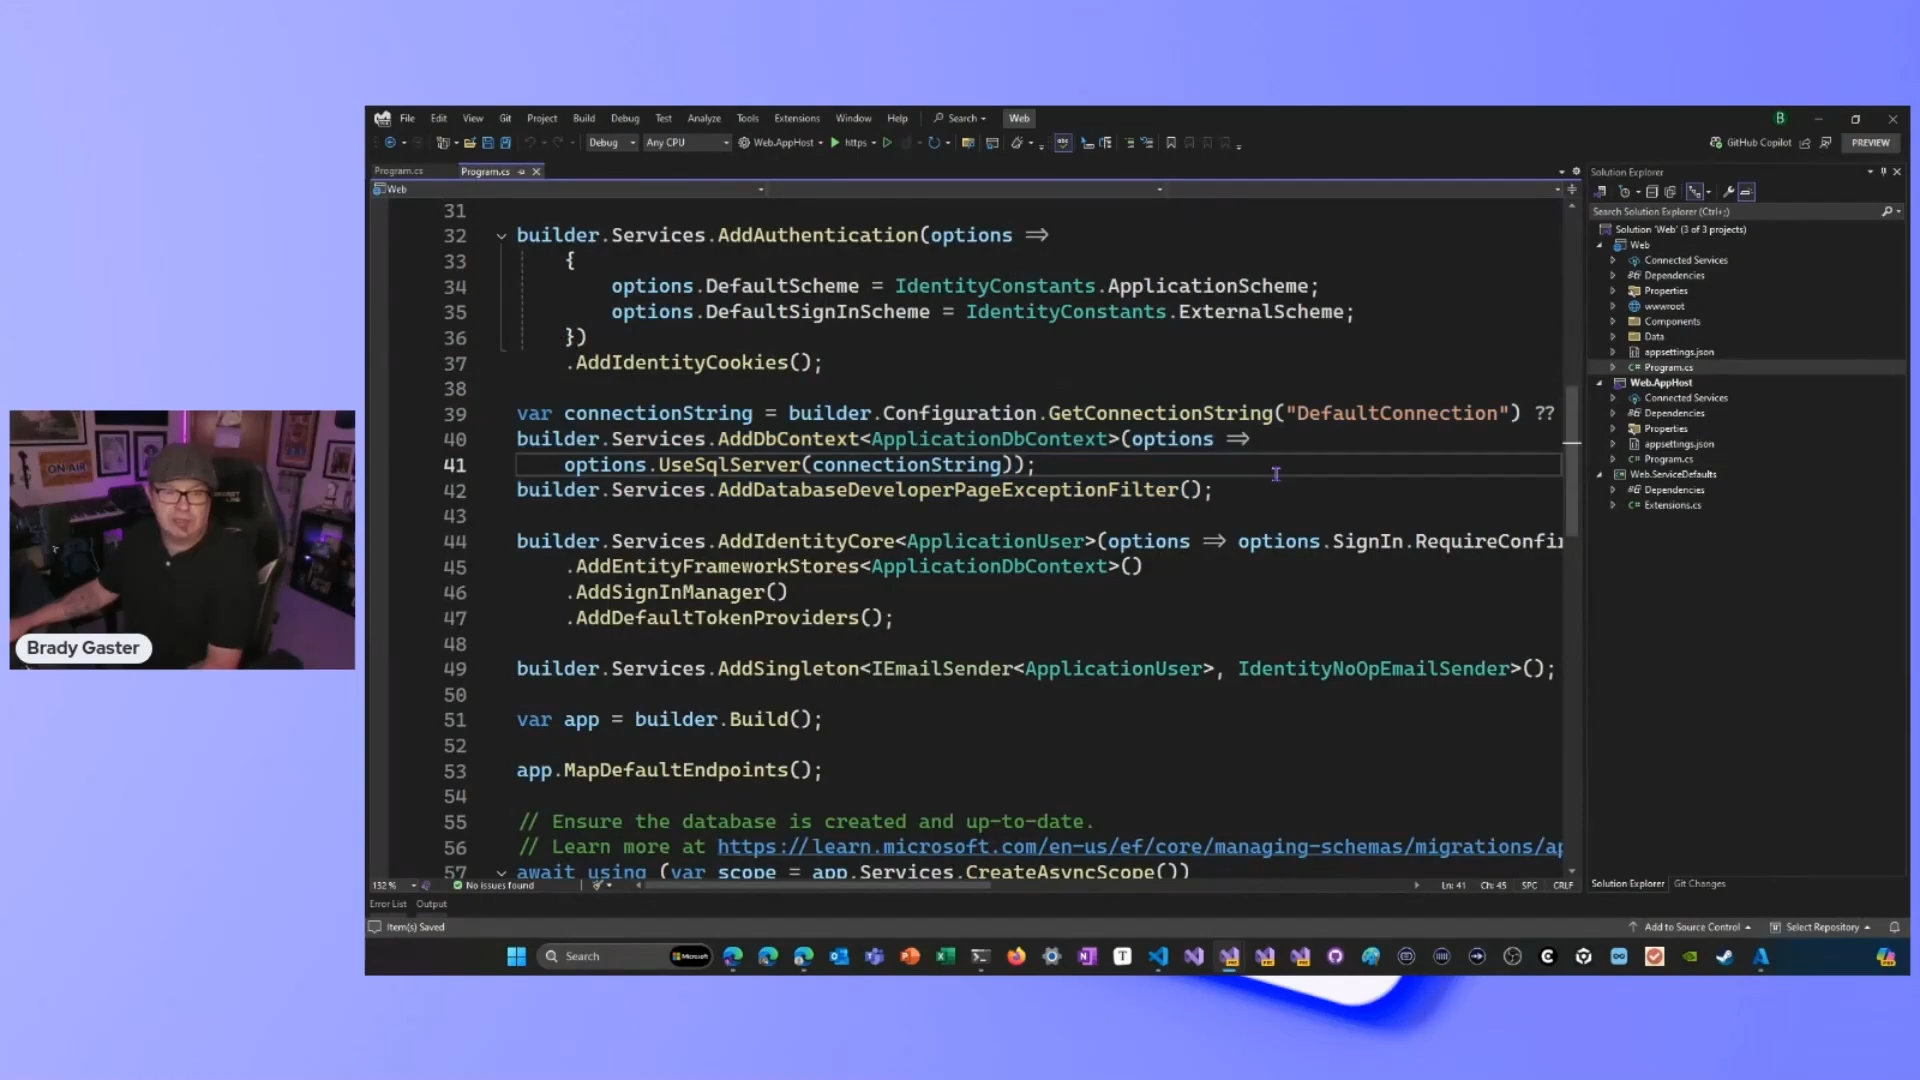 File Edit View Git Project Build Debug Test Analyze Tools Extensions Window Help Search Web B
Debug Any CPU Web.AppHost https GitHub Copilot PREVIEW
Program.cs Program.cs
Web
31
32 builder.Services.AddAuthentication(options =>
33 {
34 options.DefaultScheme = IdentityConstants.ApplicationScheme;
35 options.DefaultSignInScheme = IdentityConstants.ExternalScheme;
36 })
37 .AddIdentityCookies();
38
39 var connectionString = builder.Configuration.GetConnectionString("DefaultConnection") ??
40 builder.Services.AddDbContext<ApplicationDbContext>(options =>
41 options.UseSqlServer(connectionString));
42 builder.Services.AddDatabaseDeveloperPageExceptionFilter();
43
44 builder.Services.AddIdentityCore<ApplicationUser>(options => options.SignIn.RequireConfir
45 .AddEntityFrameworkStores<ApplicationDbContext>()
46 .AddSignInManager()
47 .AddDefaultTokenProviders();
48
49 builder.Services.AddSingleton<IEmailSender<ApplicationUser>, IdentityNoOpEmailSender>();
50
51 var app = builder.Build();
52
53 app.MapDefaultEndpoints();
54
55 // Ensure the database is created and up-to-date.
56 // Learn more at https://learn.microsoft.com/en-us/ef/core/managing-schemas/migrations/ap
57 await using (var scope = app.Services.CreateAsyncScope())
132 % No issues found Ln: 41 Ch: 45 SPC CRLF
Error List Output
Item(s) Saved Add to Source Control Select Repository
Solution Explorer
Search Solution Explorer (Ctrl+;)
Solution 'Web' (3 of 3 projects)
Web
Connected Services
Dependencies
Properties
wwwroot
Components
Data
appsettings.json
C# Program.cs
Web.AppHost
Connected Services
Dependencies
Properties
appsettings.json
C# Program.cs
Web.ServiceDefaults
Dependencies
C# Extensions.cs
Solution Explorer Git Changes
Search Microsoft
ON AIR
SECRET LAB
Brady Gaster